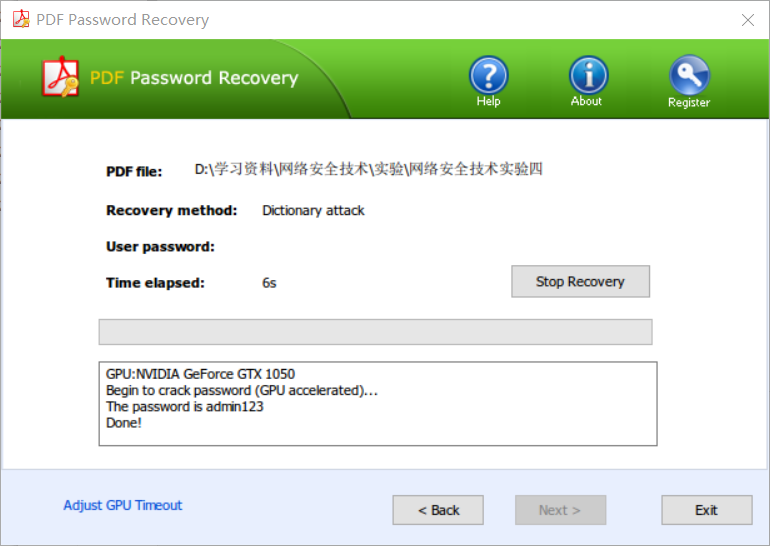 PDF Password Recovery
PDF Password Recovery
Help
About
Register
PDF file: D:\学习资料\网络安全技术\实验\网络安全技术实验四
Recovery method: Dictionary attack
User password:
Time elapsed: 6s
Stop Recovery
GPU:NVIDIA GeForce GTX 1050
Begin to crack password (GPU accelerated)...
The password is admin123
Done!
Adjust GPU Timeout
< Back
Next >
Exit